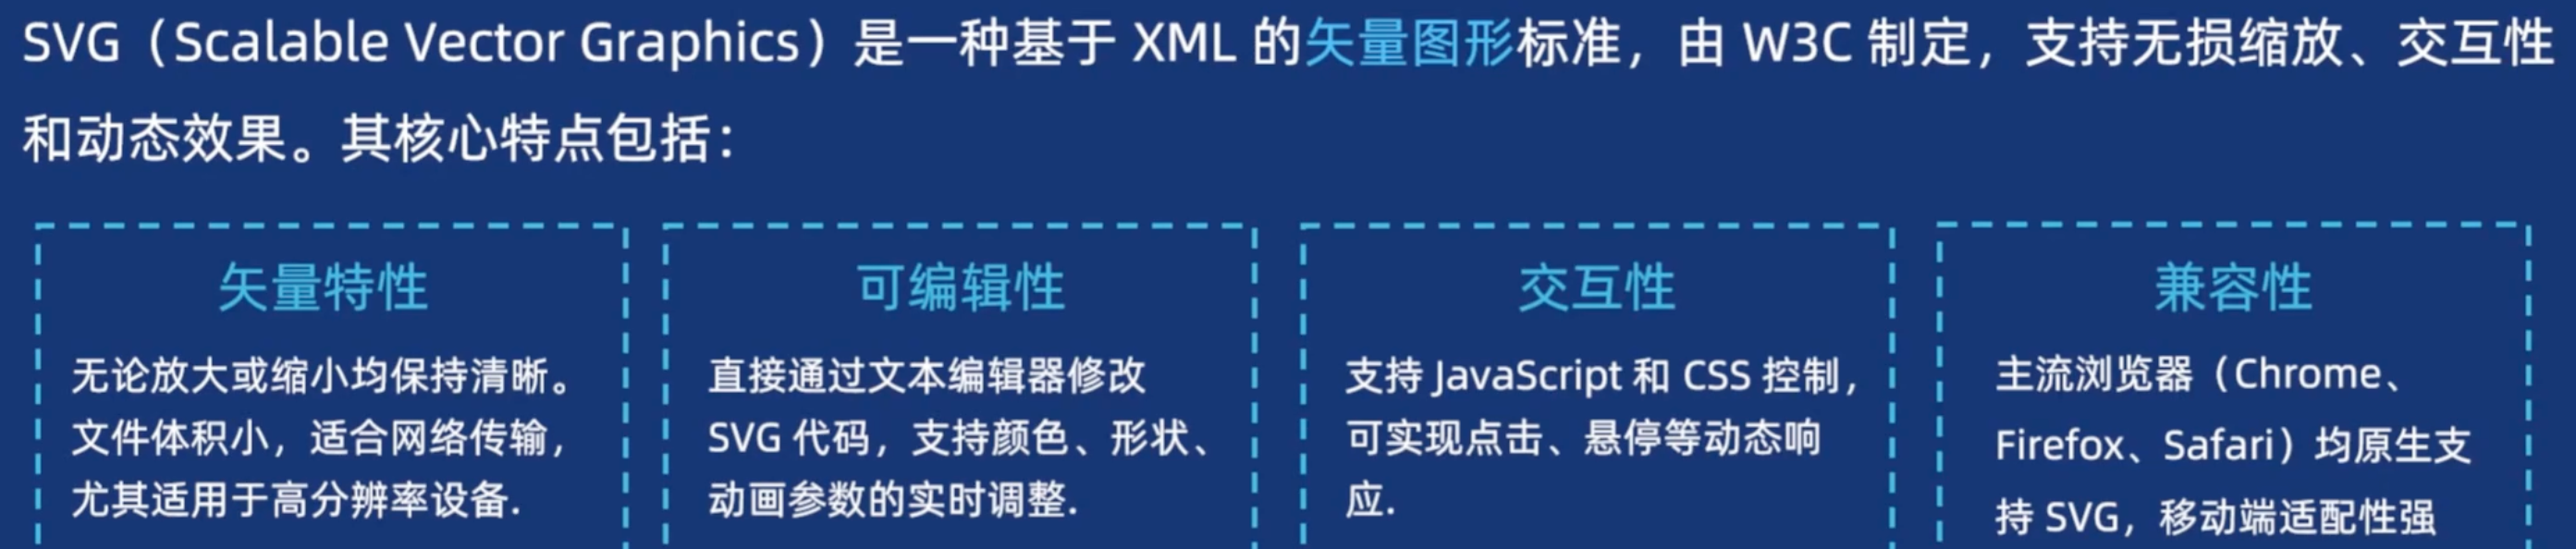 SVG（Scalable Vector Graphics）是一种基于 XML 的矢量图形标准，由 W3C 制定，支持无损缩放、交互性
和动态效果。其核心特点包括：
矢量特性
无论放大或缩小均保持清晰。
文件体积小，适合网络传输，
尤其适用于高分辨率设备.
可编辑性
直接通过文本编辑器修改
SVG 代码，支持颜色、形状、
动画参数的实时调整.
交互性
支持 JavaScript 和 CSS 控制，
可实现点击、悬停等动态响
应.
兼容性
主流浏览器（Chrome、
Firefox、Safari）均原生支
持 SVG，移动端适配性强